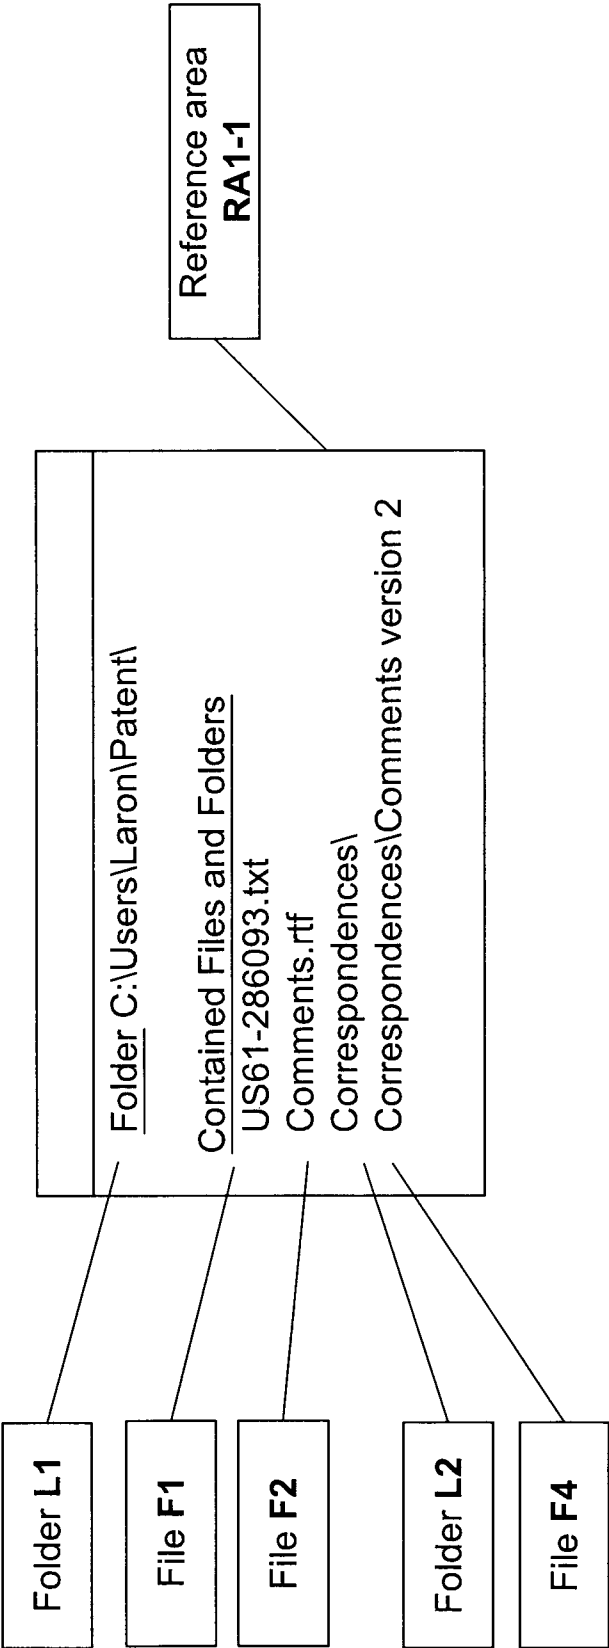 Reference area
RA1-1
Folder C:\Users\Laron\Patent\
Contained Files and Folders
US61-286093.txt
Comments.rtf
Correspondences\
Correspondences\Comments version 2
Folder L1
File F1
File F2
Folder L2
File F4